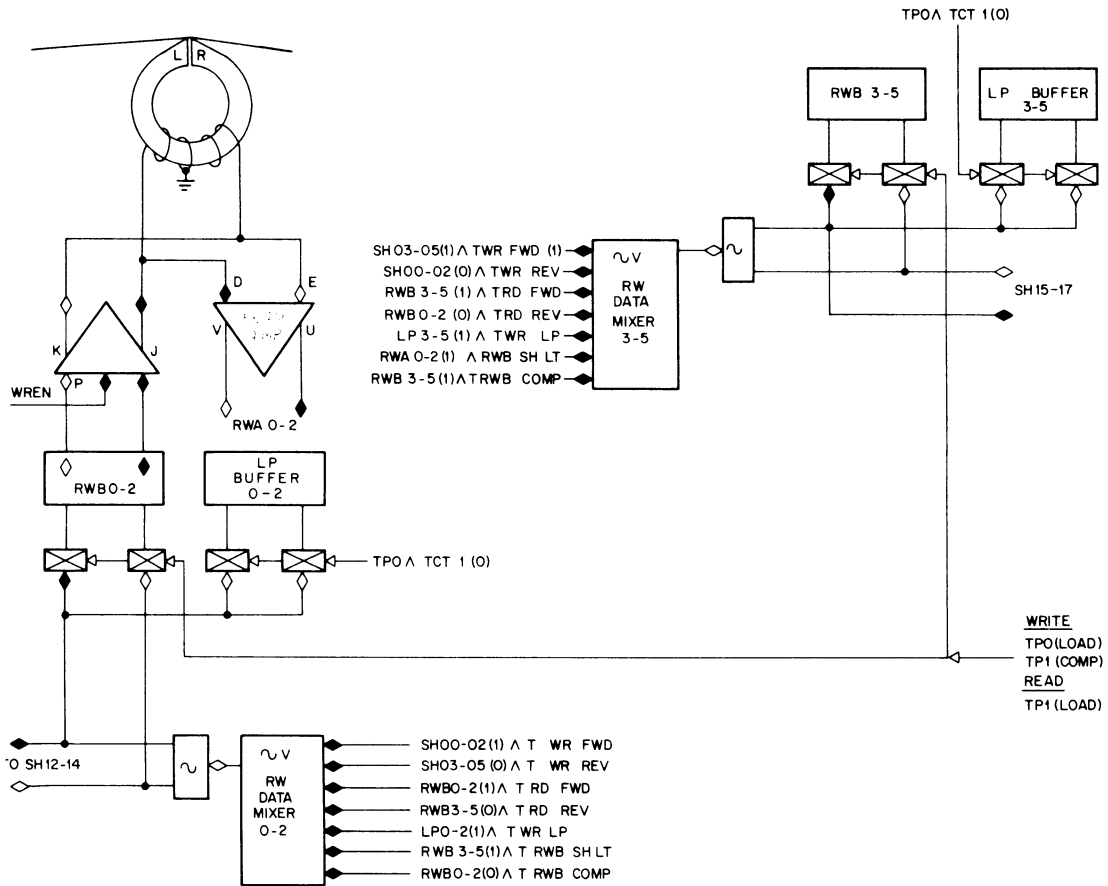 TPO∧ TCT 1(0)
L R
RWB 3-5
LP BUFFER
3-5
SH03-05(1)∧ TWR FWD (1)
SH00-02(0)∧ TWR REV
RWB 3-5 (1) ∧ TRD FWD
RWB0-2 (0) ∧ TRD REV
LP 3-5(1)∧ TWR LP
RWA 0-2(1) ∧ RWB SH LT
RWB 3-5(1)∧TRWB COMP
∿ V
RW
DATA
MIXER
3-5
∿
SH15-17
D E
V U
K J
P
WREN
RWA 0-2
RWB0-2
LP
BUFFER
0-2
TPO∧ TCT 1(0)
WRITE
TPO(LOAD)
TP1 (COMP)
READ
TP1(LOAD)
TO SH12-14
∿
∿ V
RW
DATA
MIXER
0-2
SH00-02(1) ∧ T WR FWD
SH03-05(0) ∧ T WR REV
RWB0-2(1)∧ T RD FWD
RWB3-5(0)∧ T RD REV
LP0-2(1)∧ T WR LP
RWB 3-5(1)∧ T RWB SH LT
RWB0-2(0)∧ T RWB COMP